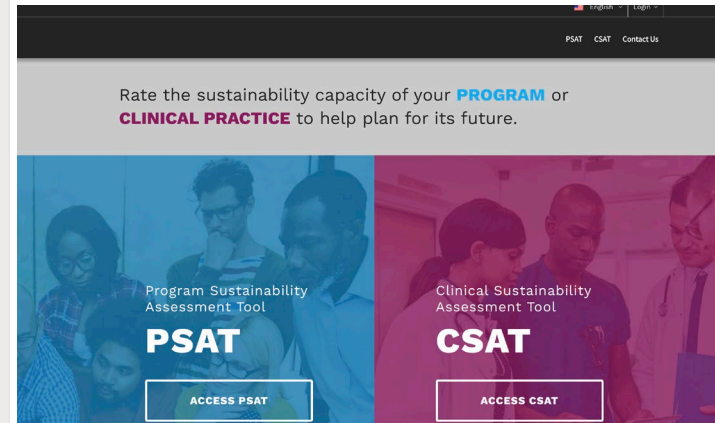 English Login
PSAT CSAT Contact Us
Rate the sustainability capacity of your PROGRAM or
CLINICAL PRACTICE to help plan for its future.
Program Sustainability
Assessment Tool
PSAT
ACCESS PSAT
Clinical Sustainability
Assessment Tool
CSAT
ACCESS CSAT